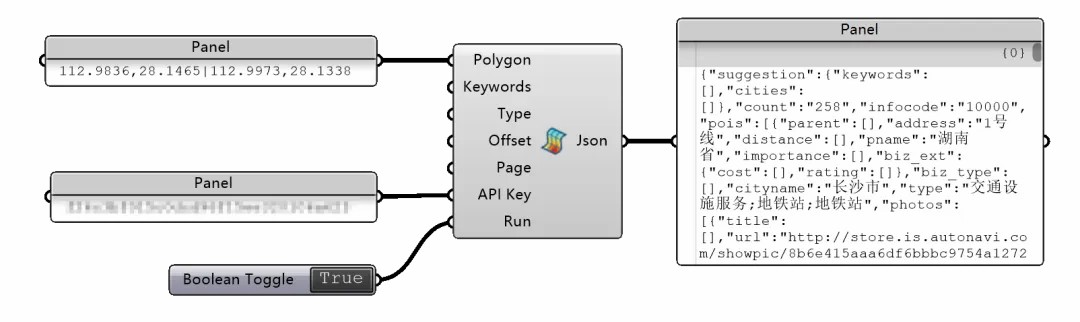 Panel
112.9836,28.1465|112.9973,28.1338
Panel
Boolean Toggle
True
Polygon
Keywords
Type
Offset
Page
API Key
Run
Json
Panel
{0}
{"suggestion":{"keywords":
[],"cities":
[]},"count":"258","infocode":"10000",
"pois":[{"parent":[],"address":"1号
线","distance":[],"pname":"湖南
省","importance":[],"biz_ext":
{"cost":[],"rating":[]},"biz_type":
[],"cityname":"长沙市","type":"交通设
施服务;地铁站;地铁站","photos":
[{"title":
[],"url":"http://store.is.autonavi.co
m/showpic/8b6e415aaa6df6bbbc9754a1272